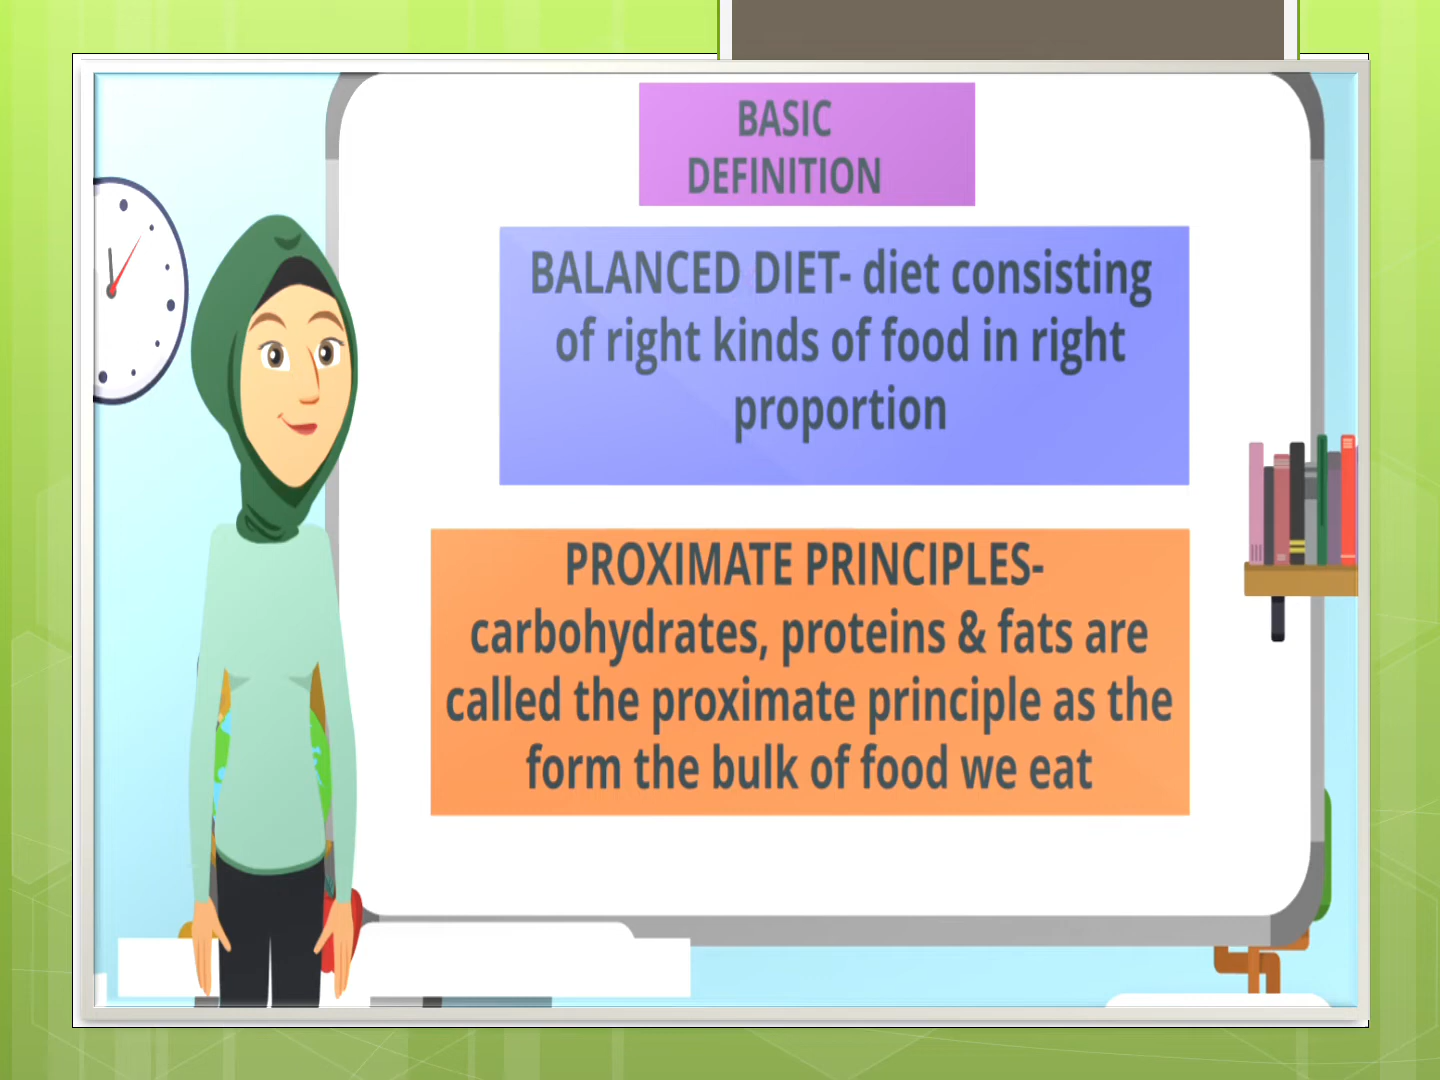 BASIC
DEFINITION
BALANCED DIET- diet consisting
of right kinds of food in right
proportion
PROXIMATE PRINCIPLES-
carbohydrates, proteins & fats are
called the proximate principle as the
form the bulk of food we eat